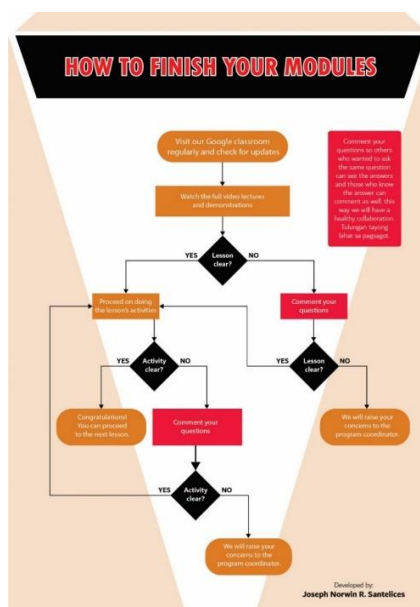 HOW TO FINISH YOUR MODULES
Visit our Google classroom
regularly and check for updates
Comment your
questions so others
who wanted to ask
the same question
can see the answers
and those who know
the answer can
comment as well. this
way we will have a
healthy collaboration.
Tulungan tayong
lahat sa pagsagot.
Watch the full video lectures
and demonstrations
YES
Lesson
clear?
NO
Proceed on doing
the lesson's activities
Comment your
questions
YES
Activity
clear?
NO
YES
Lesson
clear?
NO
Congratulations!
You can proceed
to the next lesson.
Comment your
questions
We will raise your
concerns to the
program coordinator.
YES
Activity
clear?
NO
We will raise your
concerns to the
program coordinator.
Developed by:
Joseph Norwin R. Santelices